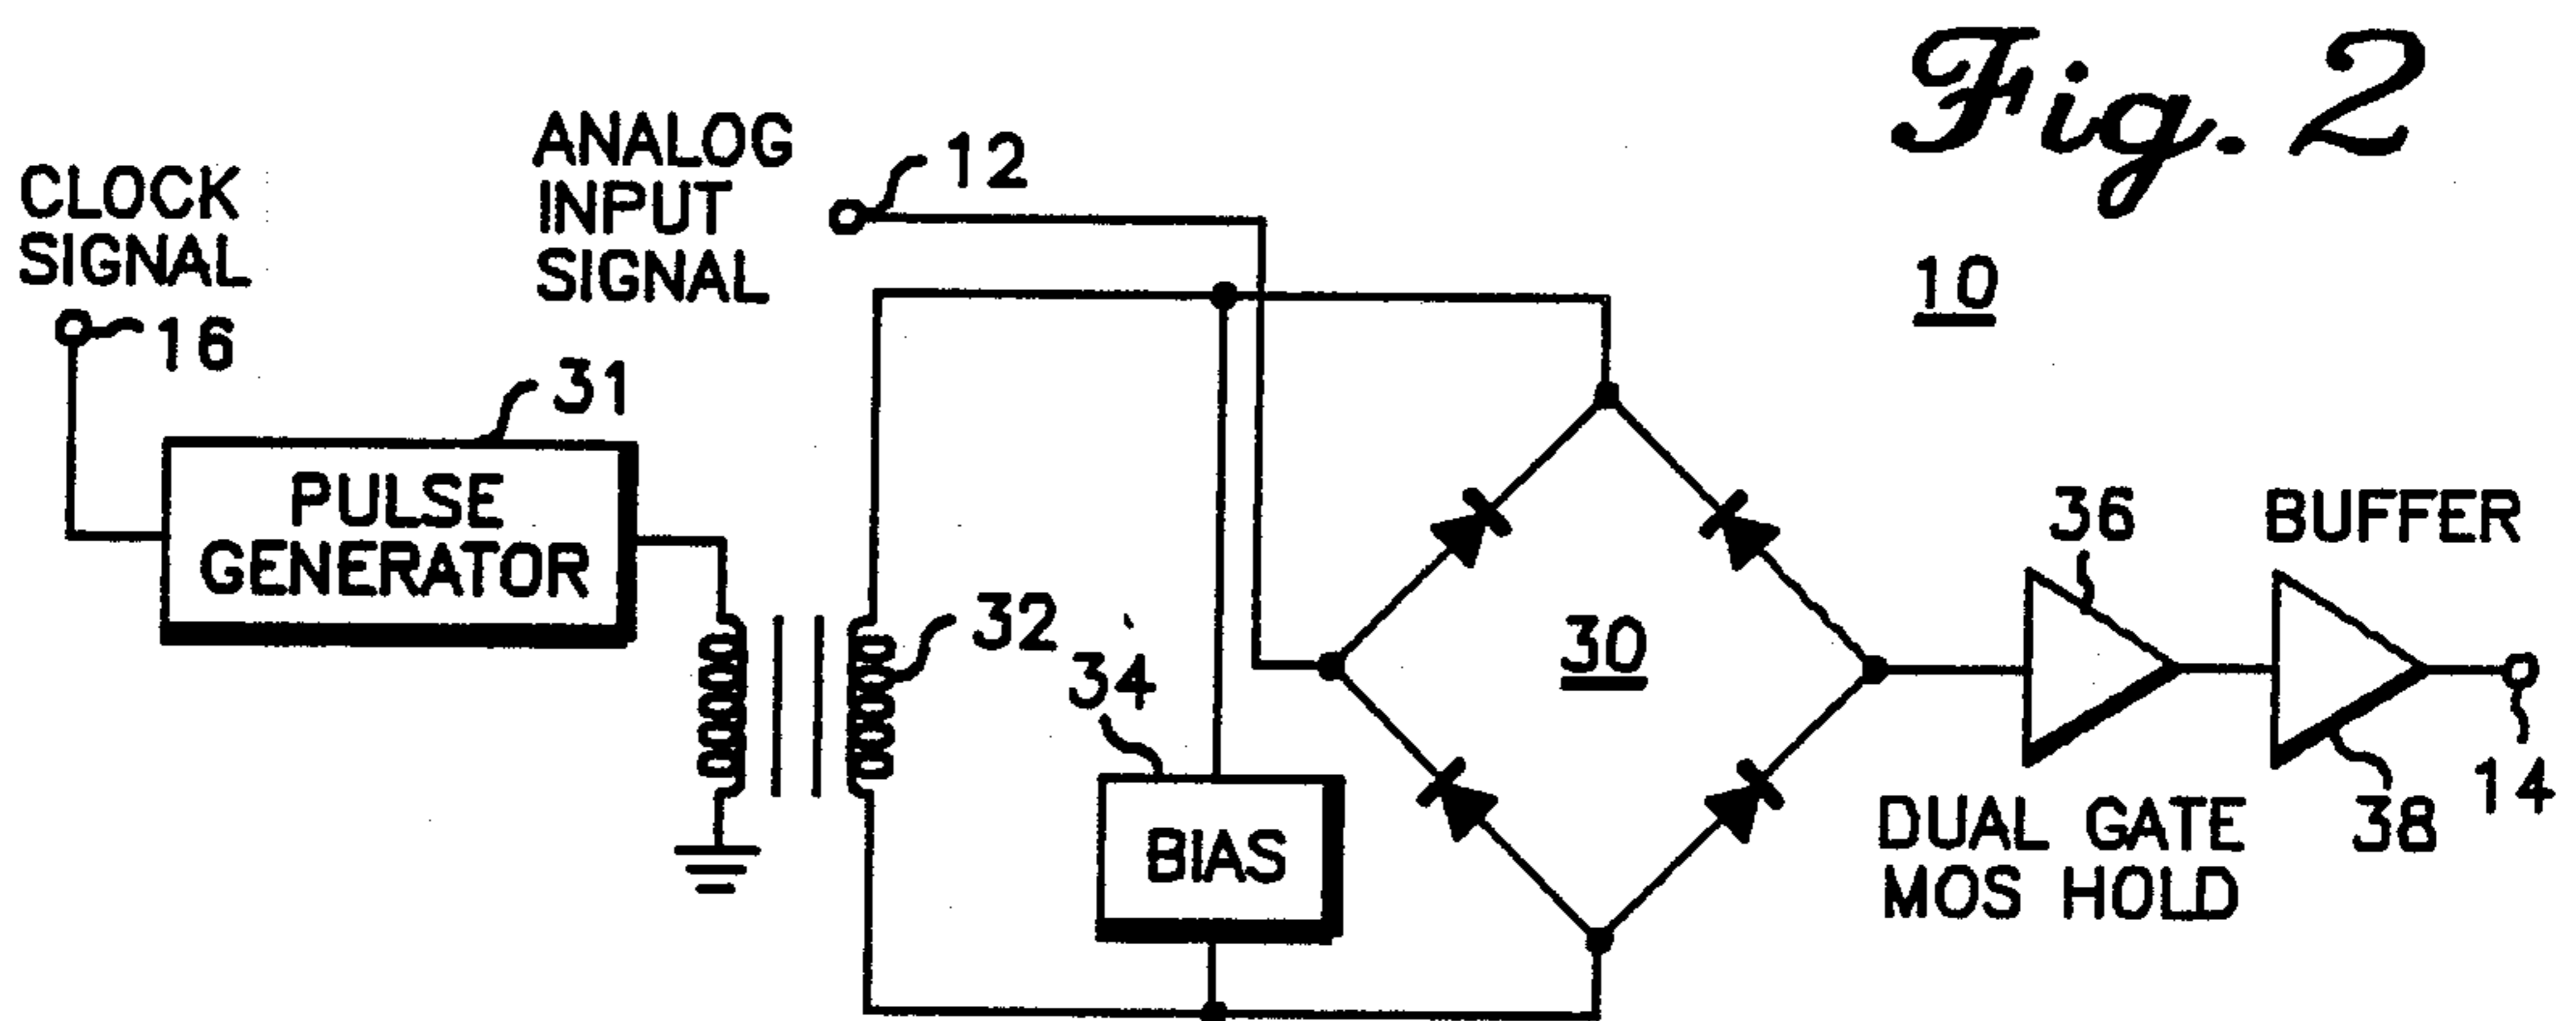 Fig. 2
10
CLOCK
SIGNAL
16
ANALOG
INPUT
SIGNAL
12
31
PULSE
GENERATOR
32
34
BIAS
30
36
DUAL GATE
MOS HOLD
BUFFER
38
14